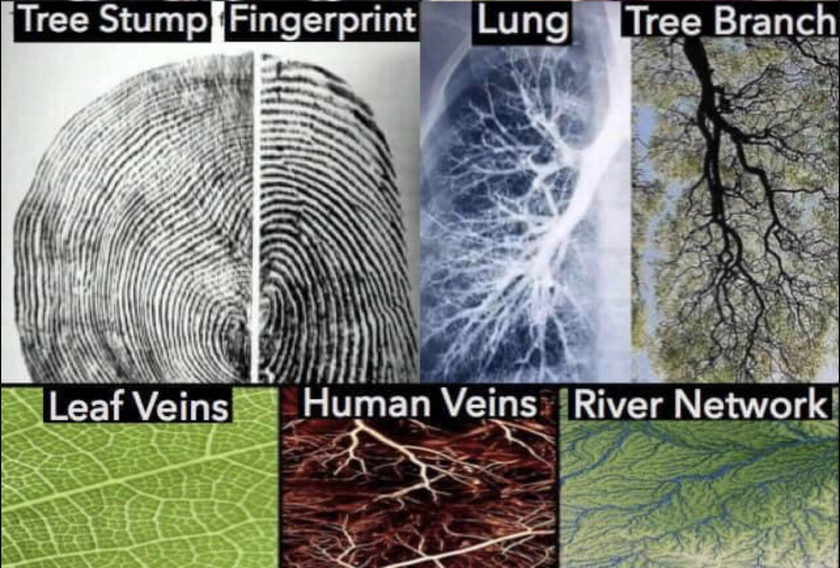 Tree Stump
Fingerprint
Lung
Tree Branch
Leaf Veins
Human Veins
River Network